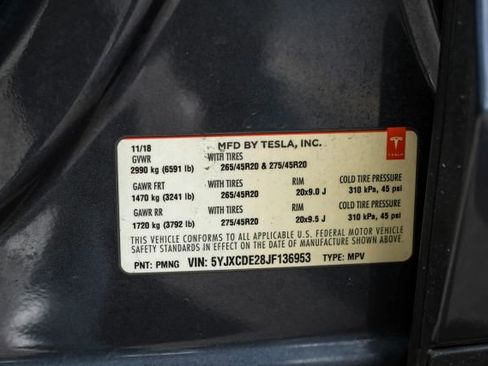 11/18 MFD BY TESLA, INC.
GVWR WITH TIRES
2990 kg (6591 lb) 265/45R20 & 275/45R20
GAWR FRT WITH TIRES RIM COLD TIRE PRESSURE
1470 kg (3241 lb) 265/45R20 20x9.0 J 310 kPa, 45 psi
GAWR RR WITH TIRES RIM COLD TIRE PRESSURE
1720 kg (3792 lb) 275/45R20 20x9.5 J 310 kPa, 45 psi
THIS VEHICLE CONFORMS TO ALL APPLICABLE U.S. FEDERAL MOTOR VEHICLE
SAFETY STANDARDS IN EFFECT ON THE DATE OF MANUFACTURE SHOWN ABOVE.
PNT: PMNG VIN: 5YJXCDE28JF136953 TYPE: MPV
TESLA